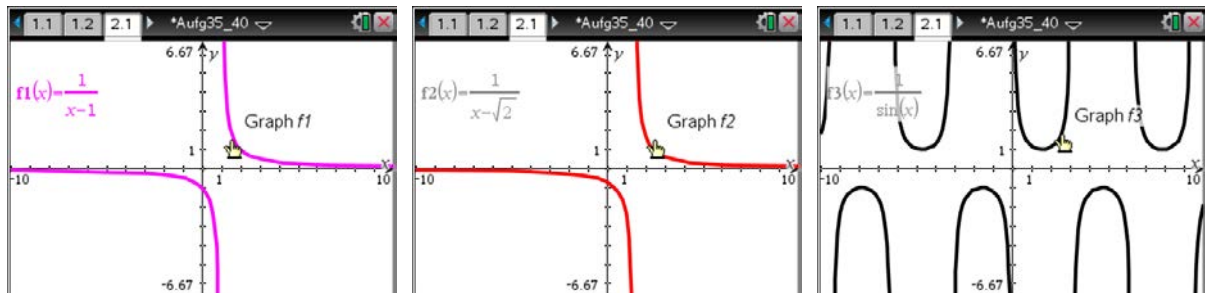 1.1 1.2 2.1 *Aufg35_40
6.67 y
f1(x)=1/(x-1)
Graph f1
1
x
-10 1 10
-6.67
1.1 1.2 2.1 *Aufg35_40
6.67 y
f2(x)=1/(x-√2)
Graph f2
1
x
-10 1 10
-6.67
1.1 1.2 2.1 *Aufg35_40
6.67 y
f3(x)=1/sin(x)
Graph f3
1
x
-10 1 10
-6.67